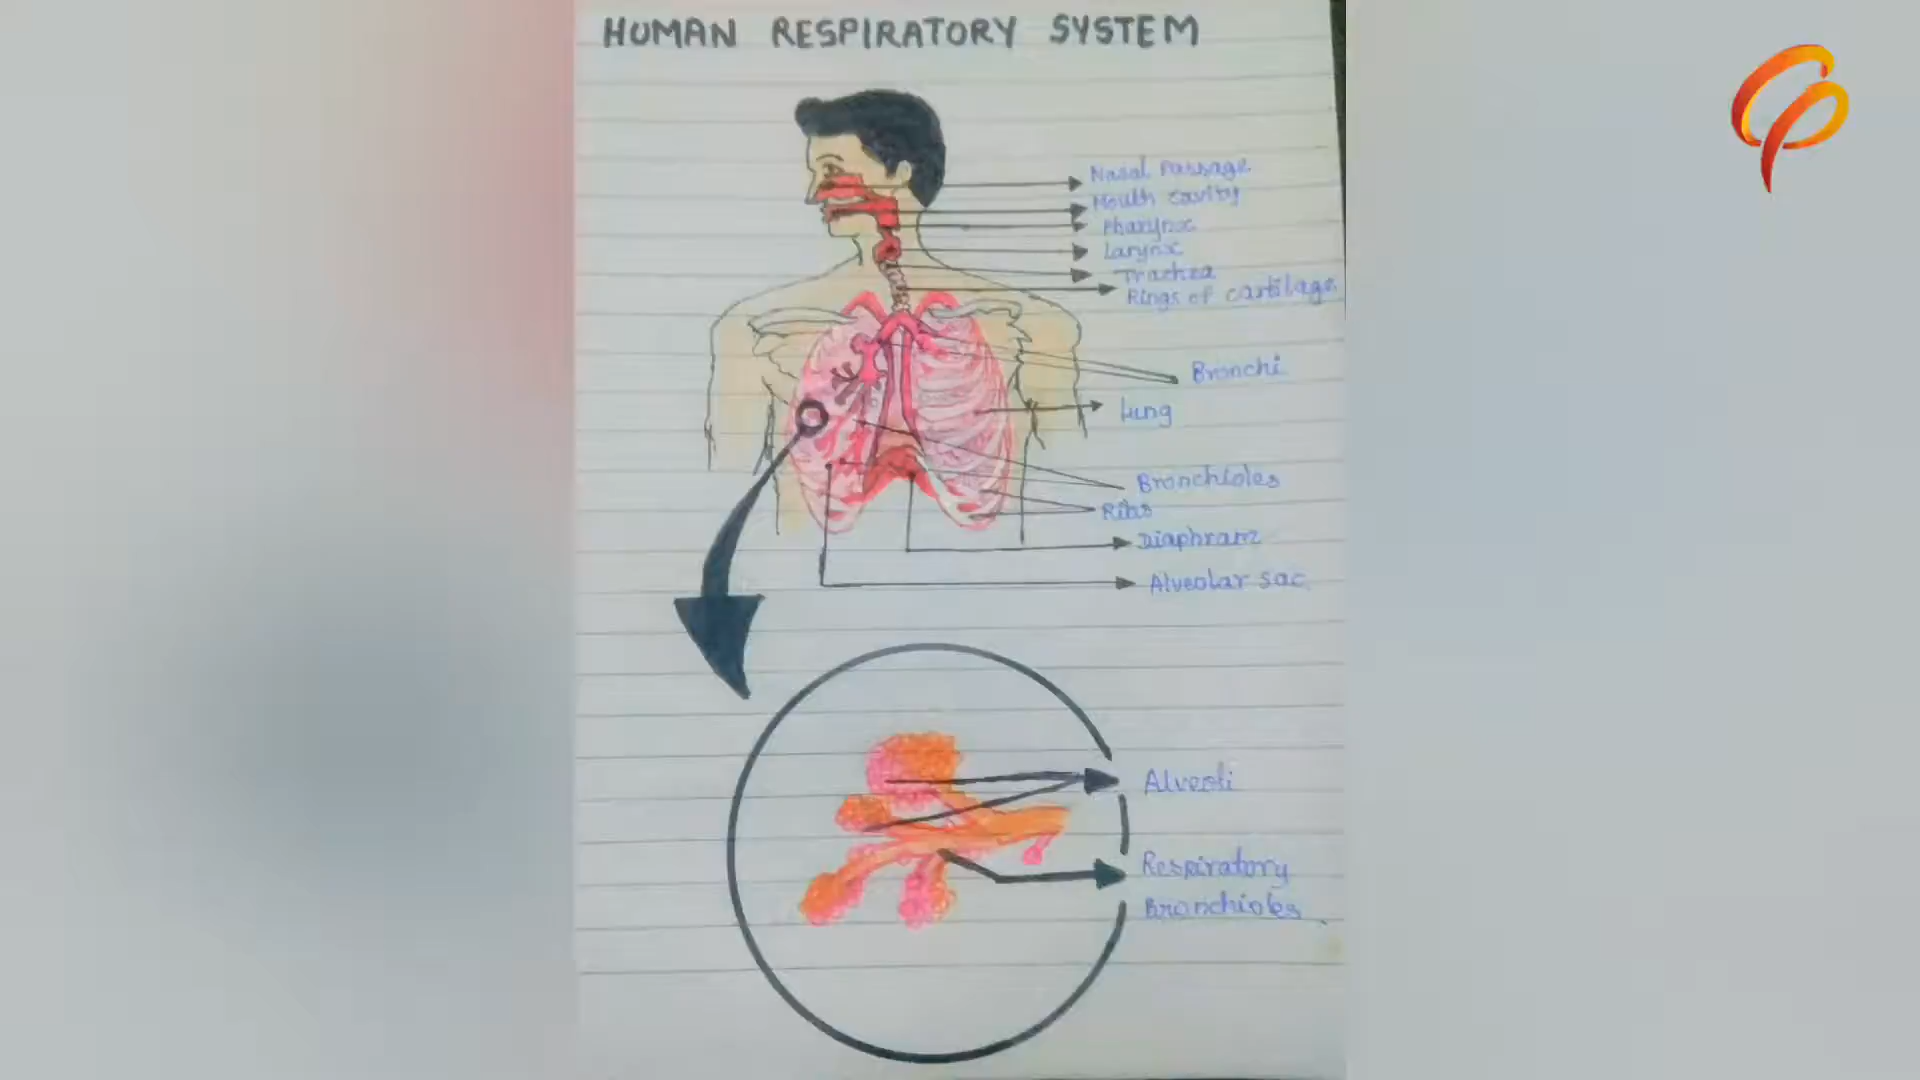 HUMAN RESPIRATORY SYSTEM
Nasal Passage
Mouth cavity
Pharynx
Larynx
Trachea
Rings of cartilage
Bronchi
Lung
Bronchioles
Ribs
Diaphram
Alveolar sac
Alveoli
Respiratory
Bronchioles